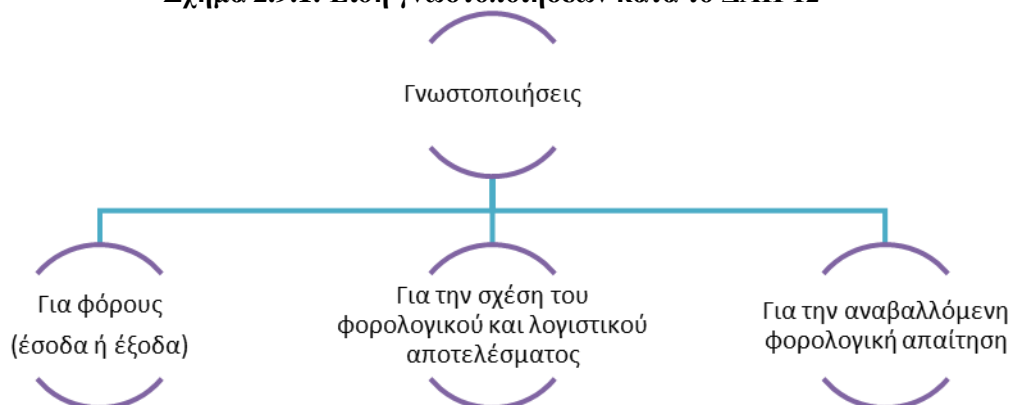 Γνωστοποιήσεις
Για φόρους
(έσοδα ή έξοδα)
Για την σχέση του
φορολογικού και λογιστικού
αποτελέσματος
Για την αναβαλλόμενη
φορολογική απαίτηση